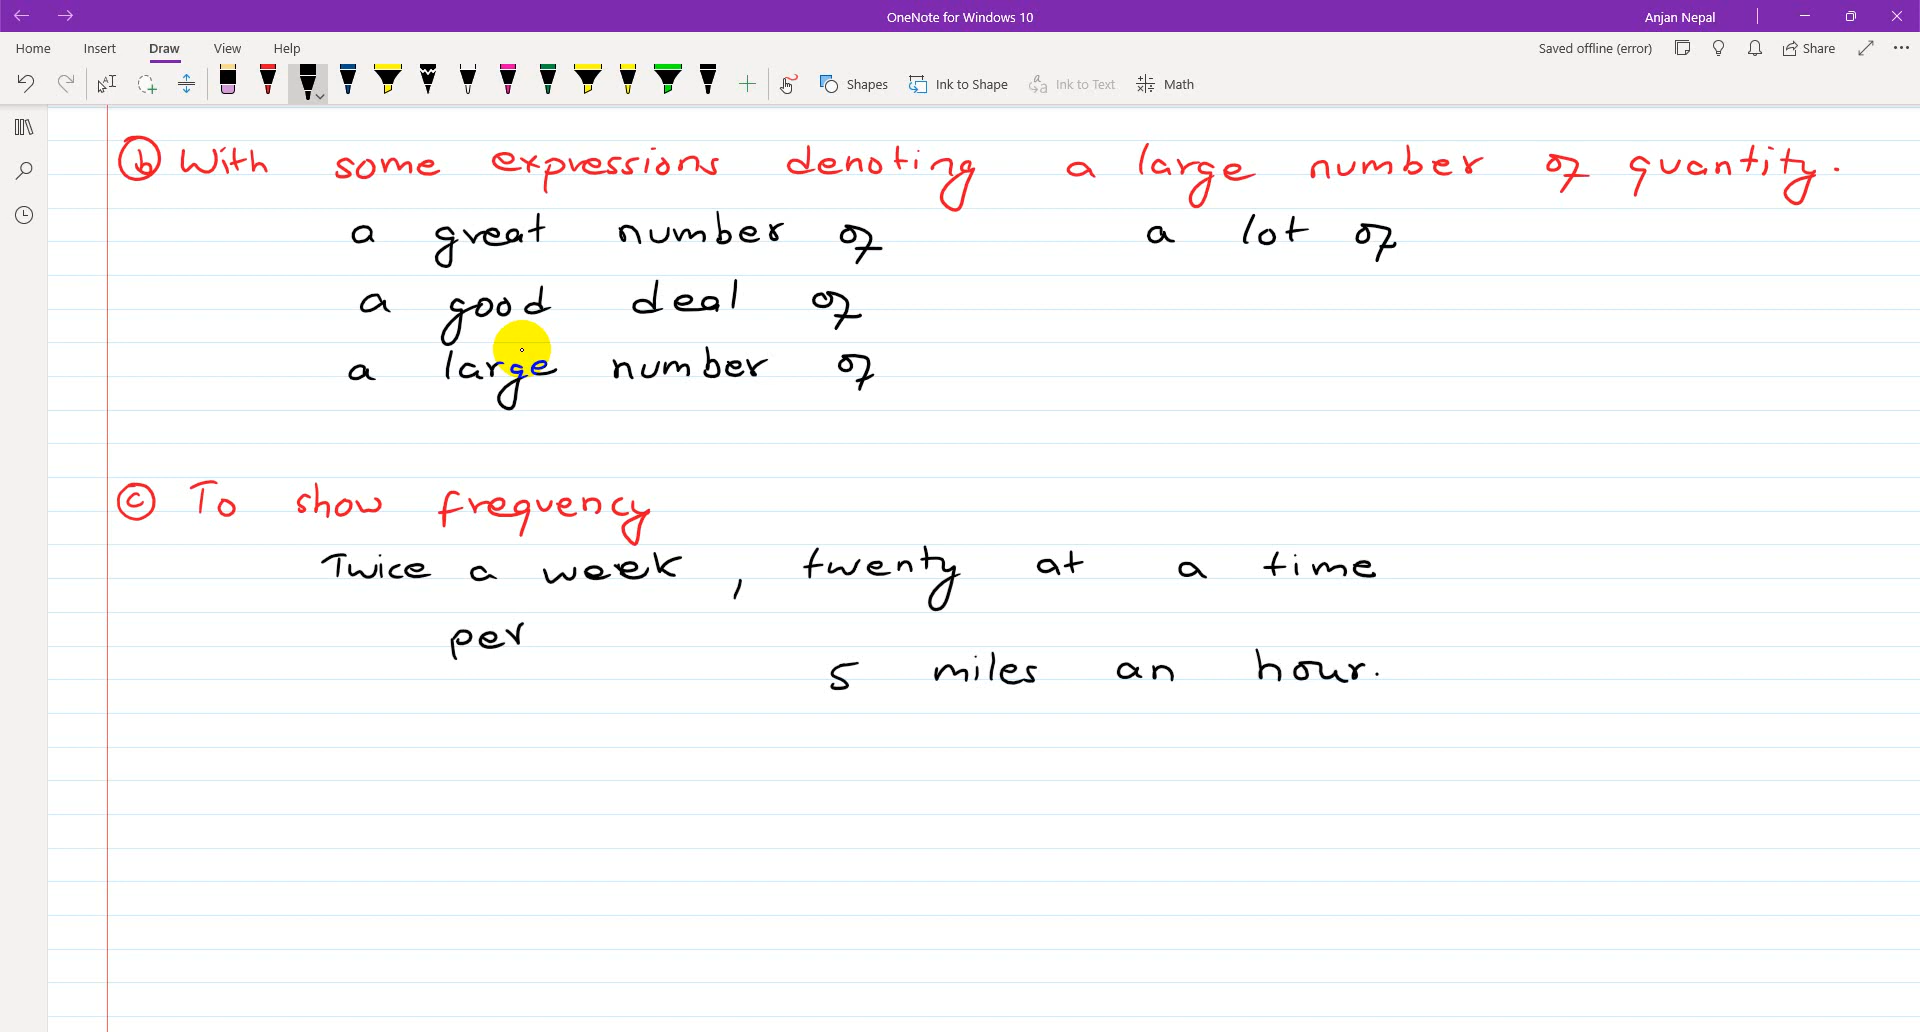 OneNote for Windows 10
Anjan Nepal
Home Insert Draw View Help
Saved offline (error) Share
Shapes Ink to Shape Ink to Text Math
ⓑ With some expressions denoting a large number of quantity.
a great number of a lot of
a good deal of
a large number of
ⓒ To show frequency
Twice a week, twenty at a time
per
5 miles an hour.